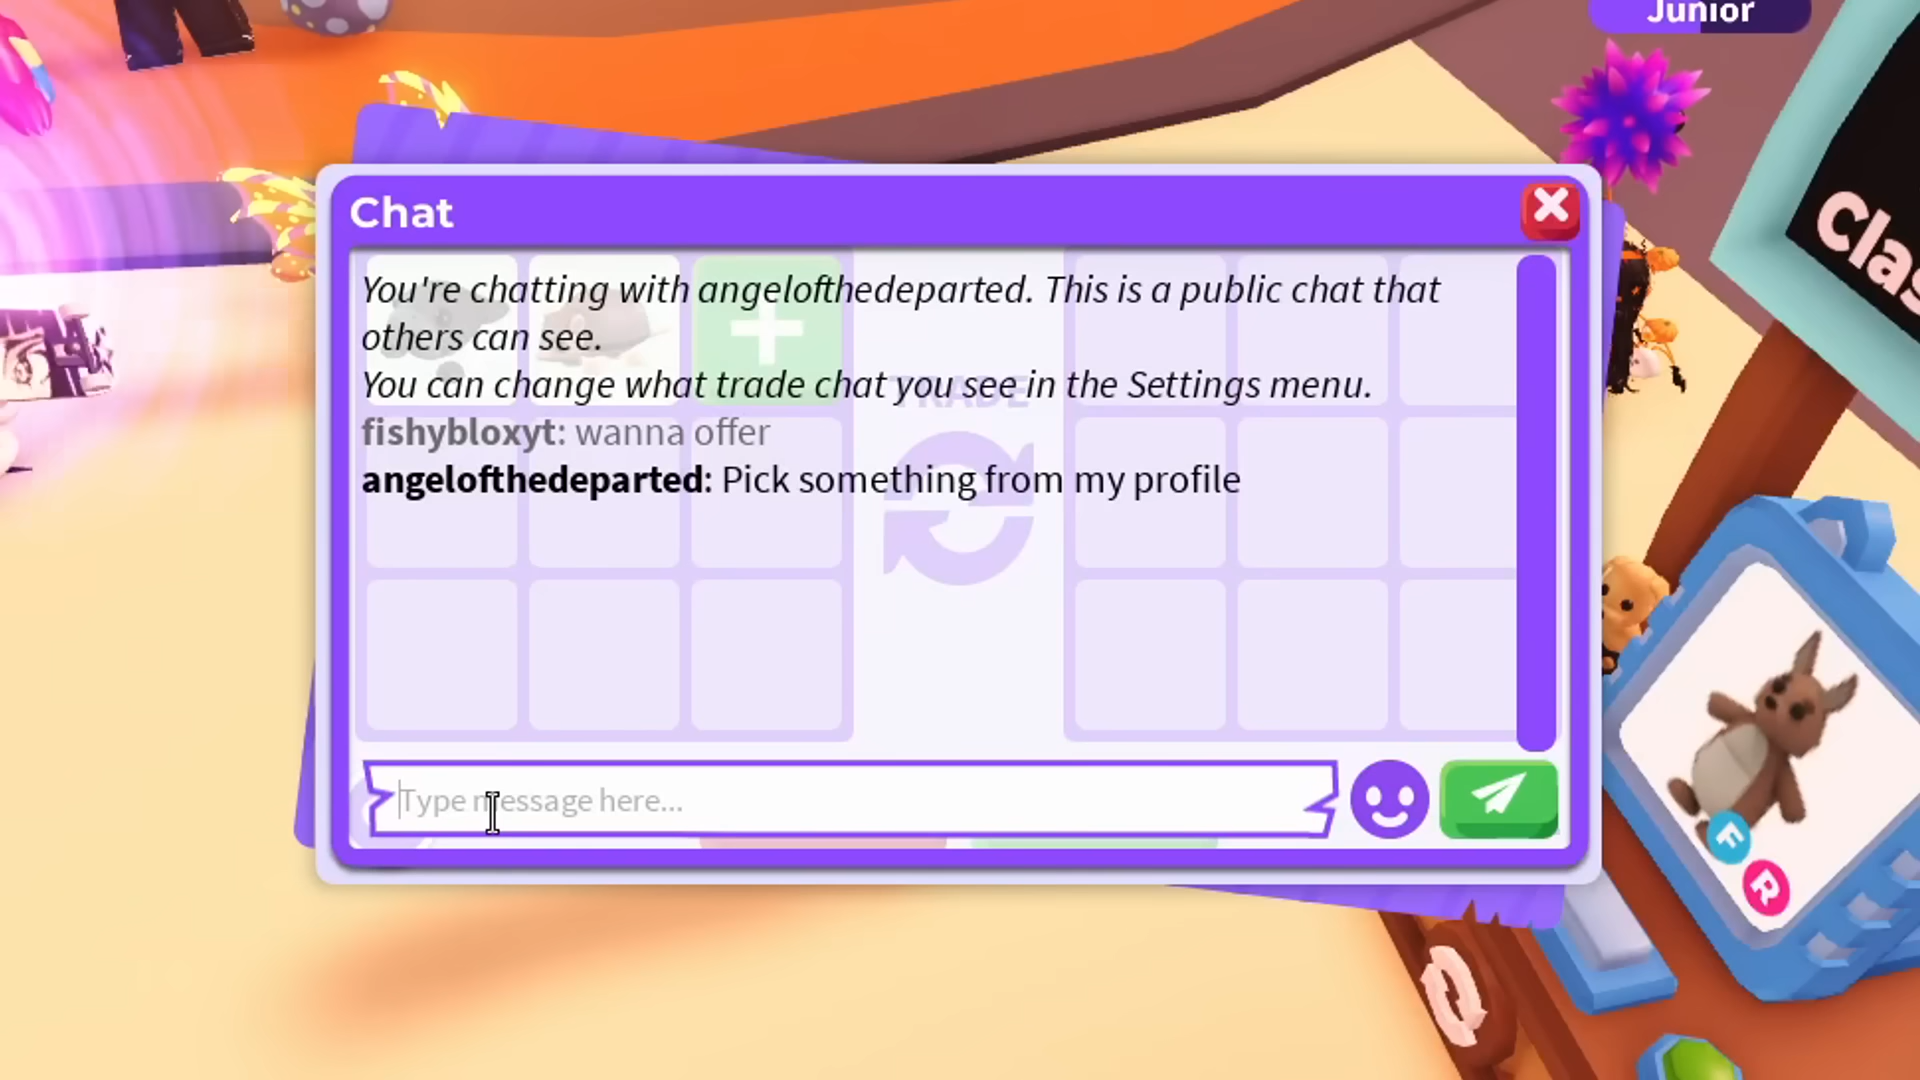 Junior
Chat
You're chatting with angelofthedeparted. This is a public chat that
others can see.
You can change what trade chat you see in the Settings menu.
TRADE
fishybloxyt: wanna offer
angelofthedeparted: Pick something from my profile
Type message here...
Clas
F
R